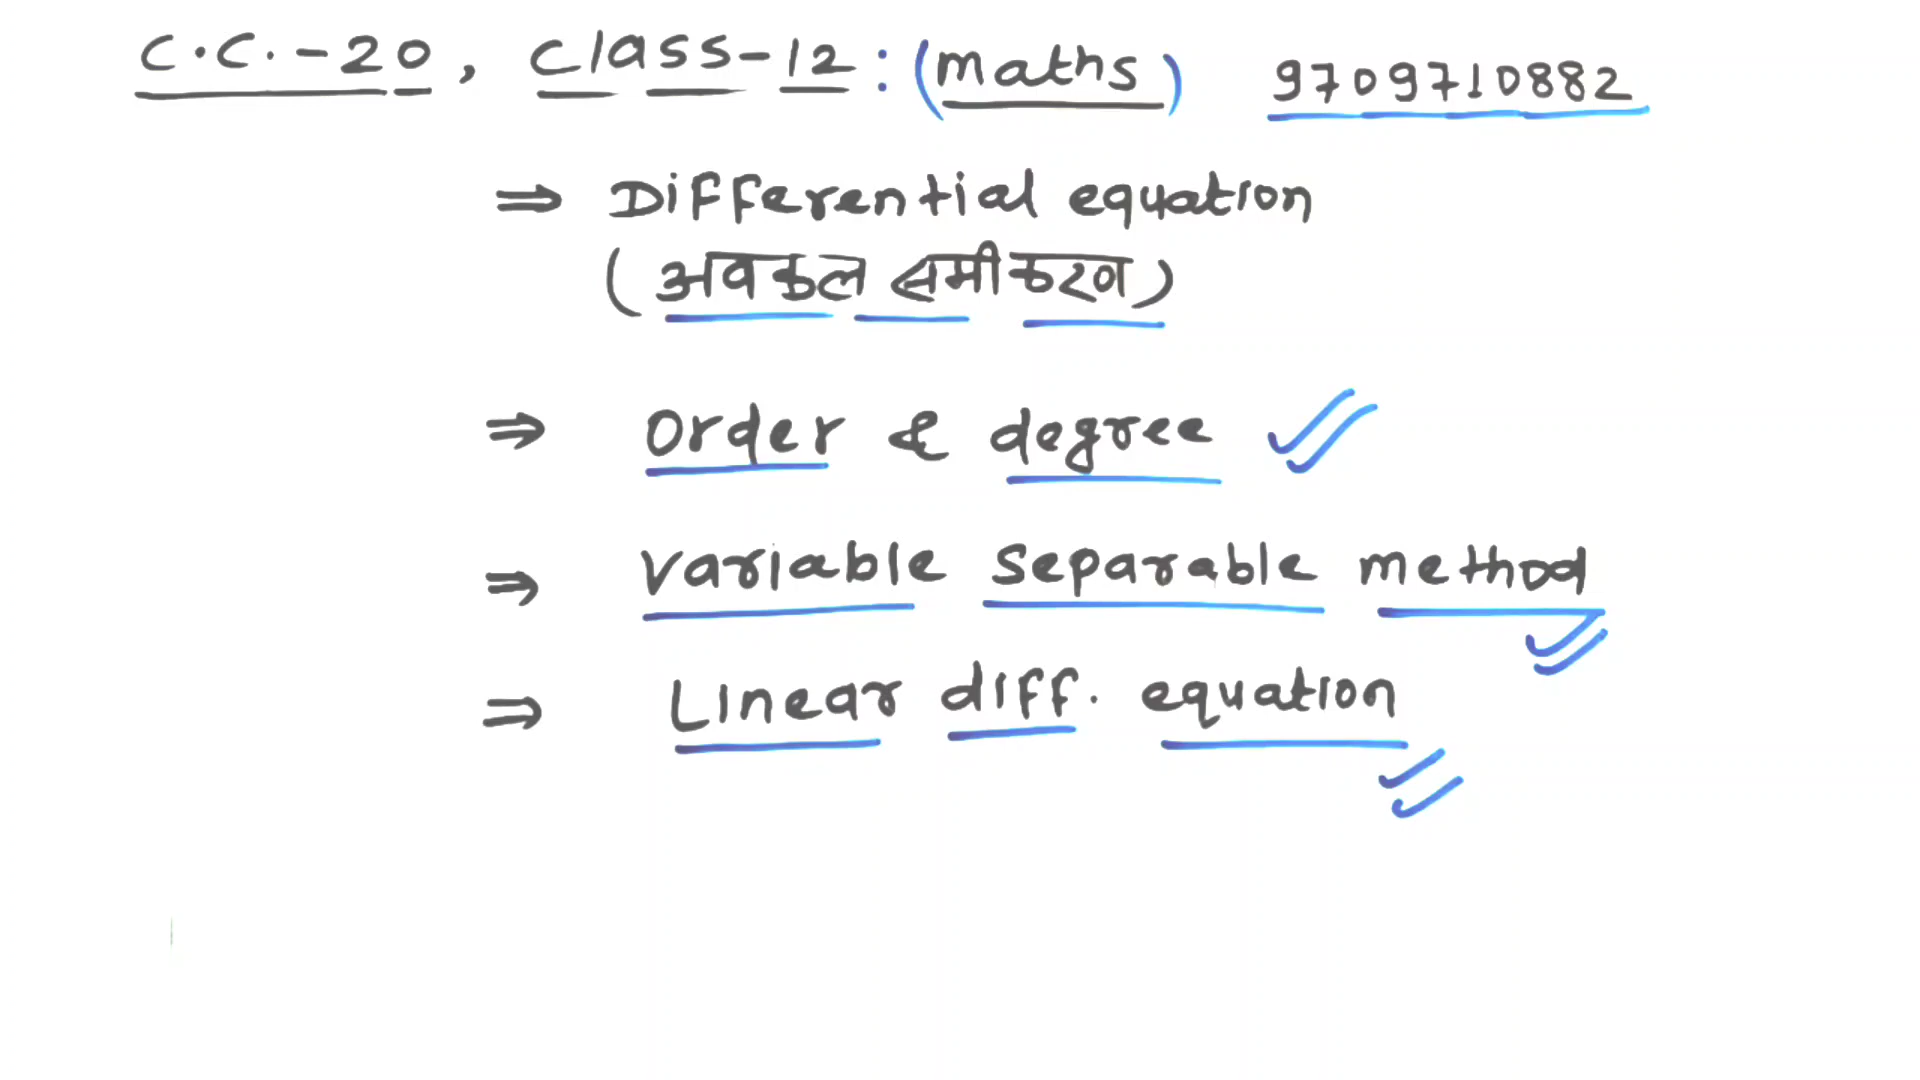 C.C.-20, Class-12: (maths) 9709710882
⇒ Differential equation
(अवकल समीकरण)
⇒ Order & degree
⇒ Variable separable method
⇒ Linear diff. equation